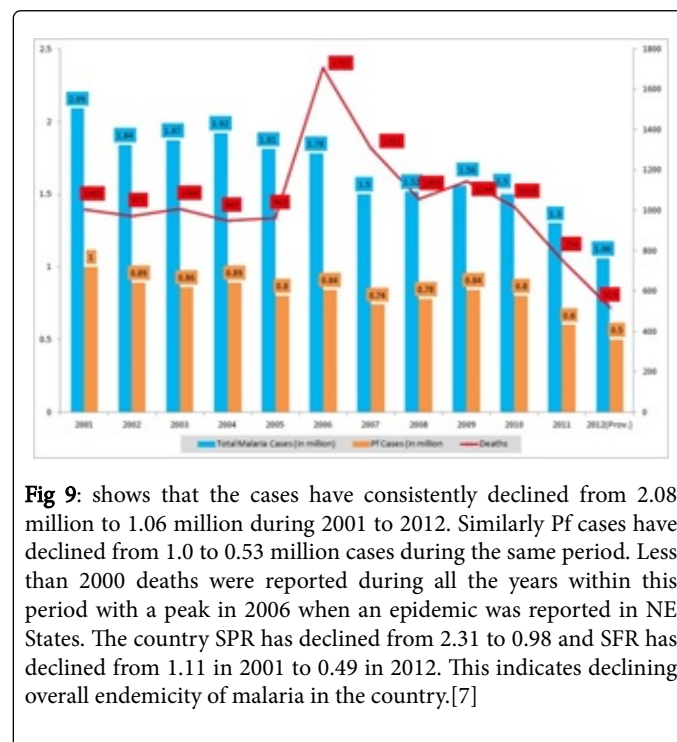 2.5
2
1.5
1
0.5
0
1800
1600
1400
1200
1000
800
600
400
200
0
2.09 1.84 1.87 1.92 1.81 1.78 1.5 1.56 1.5 1.3 1.06
1 0.89 0.86 0.89 0.8 0.84 0.74 0.78 0.84 0.8 0.6 0.5
2001 2002 2003 2004 2005 2006 2007 2008 2009 2010 2011 2012(Prov.)
Total Malaria Cases (in million) Pf Cases (in million Deaths
Fig 9: shows that the cases have consistently declined from 2.08
million to 1.06 million during 2001 to 2012. Similarly Pf cases have
declined from 1.0 to 0.53 million cases during the same period. Less
than 2000 deaths were reported during all the years within this
period with a peak in 2006 when an epidemic was reported in NE
States. The country SPR has declined from 2.31 to 0.98 and SFR has
declined from 1.11 in 2001 to 0.49 in 2012. This indicates declining
overall endemicity of malaria in the country.[7]